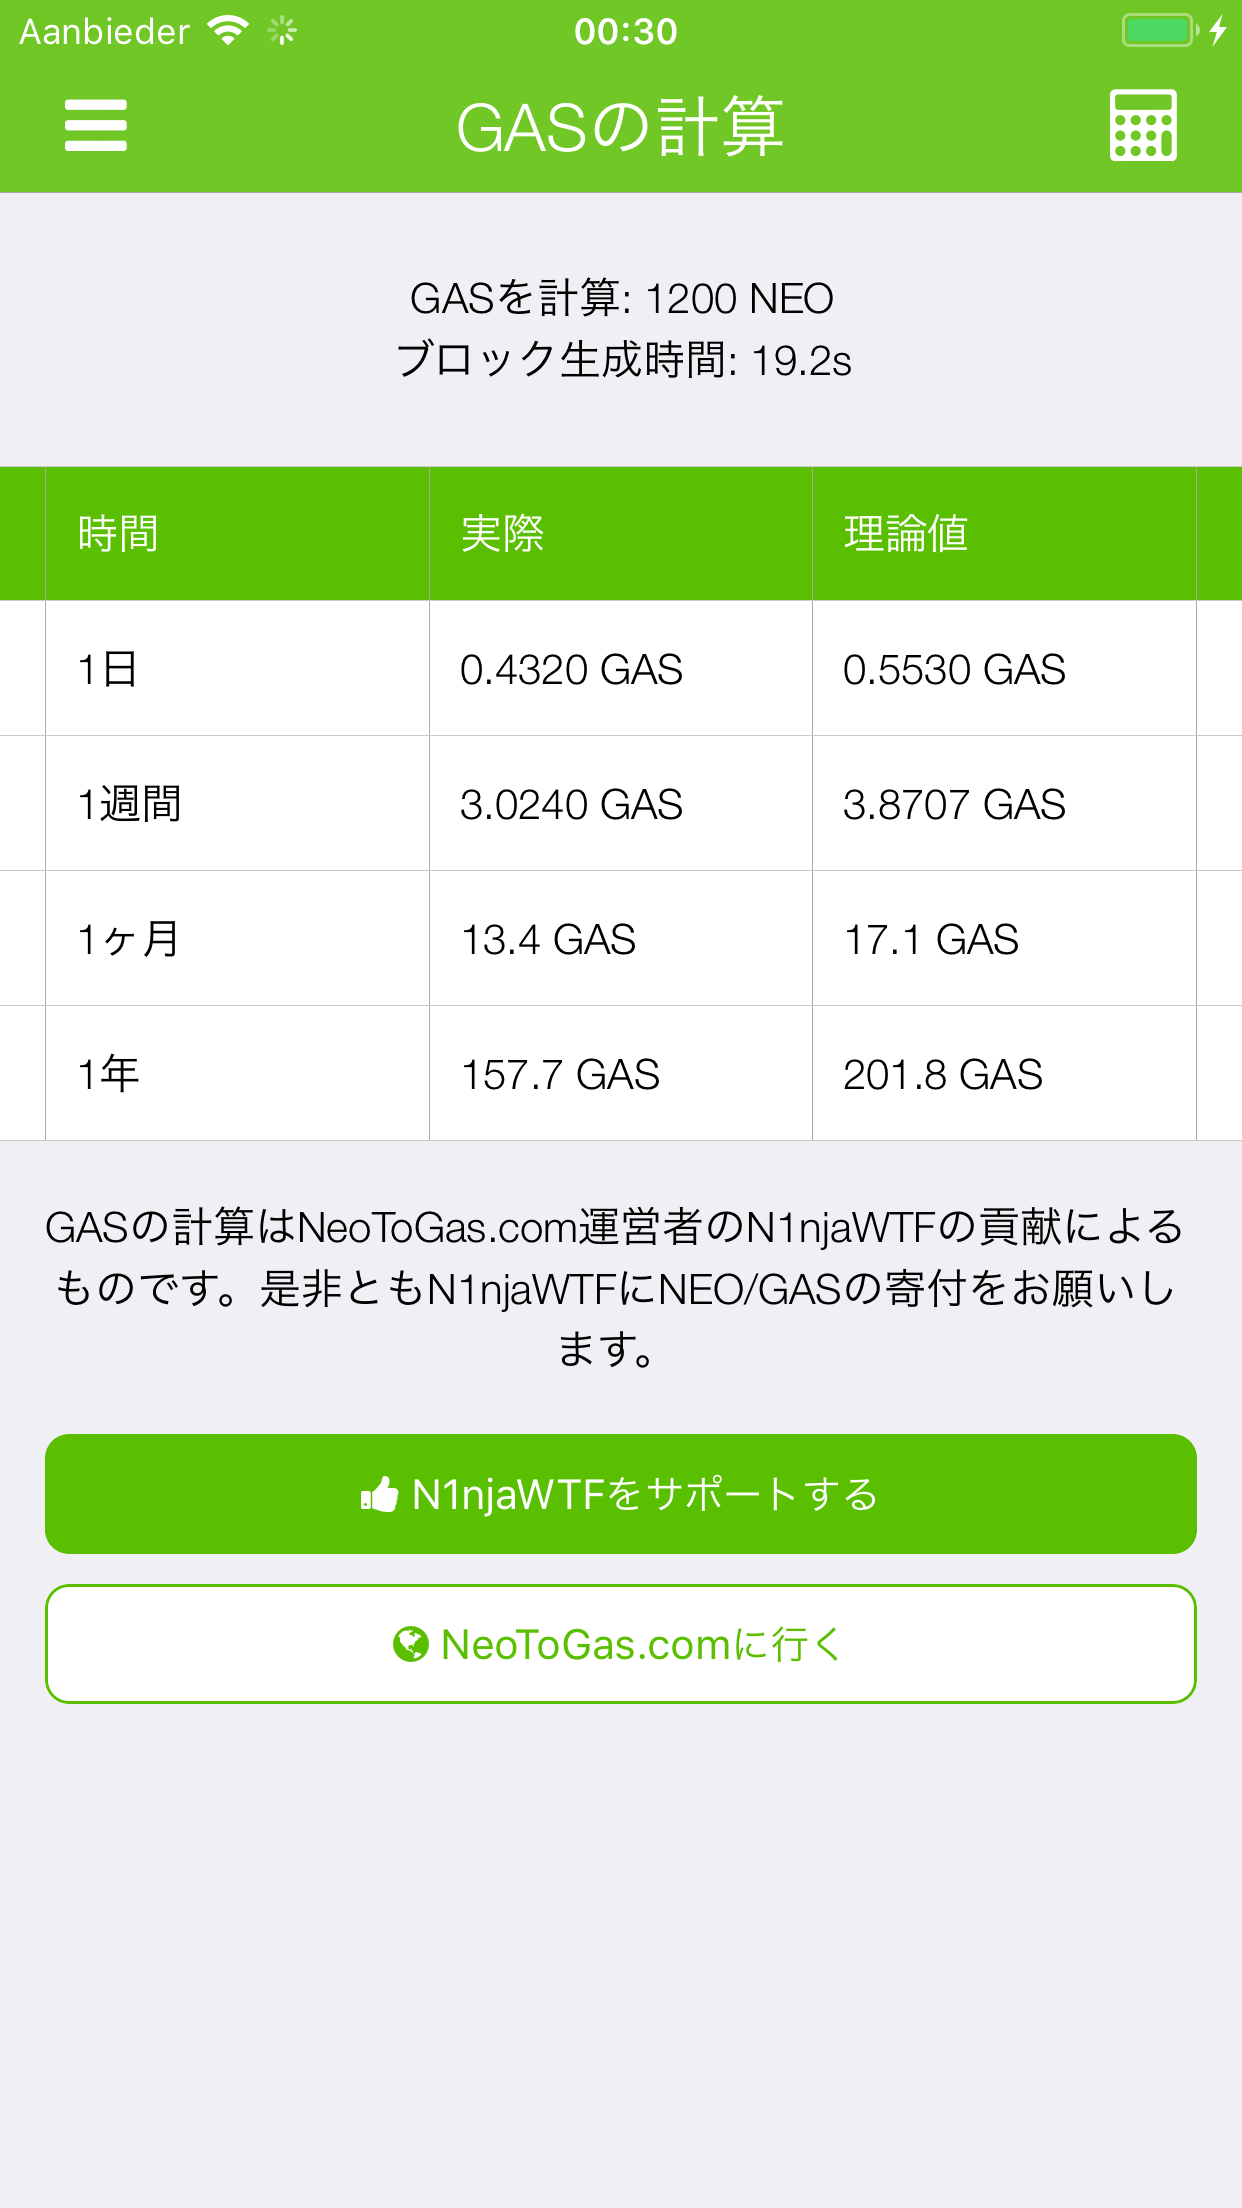 Aanbieder 00:30
GASの計算
GASを計算: 1200 NEO
ブロック生成時間: 19.2s
時間 実際 理論値
1日 0.4320 GAS 0.5530 GAS
1週間 3.0240 GAS 3.8707 GAS
1ヶ月 13.4 GAS 17.1 GAS
1年 157.7 GAS 201.8 GAS
GASの計算はNeoToGas.com運営者のN1njaWTFの貢献による
ものです。是非ともN1njaWTFにNEO/GASの寄付をお願いし
ます。
N1njaWTFをサポートする
NeoToGas.comに行く